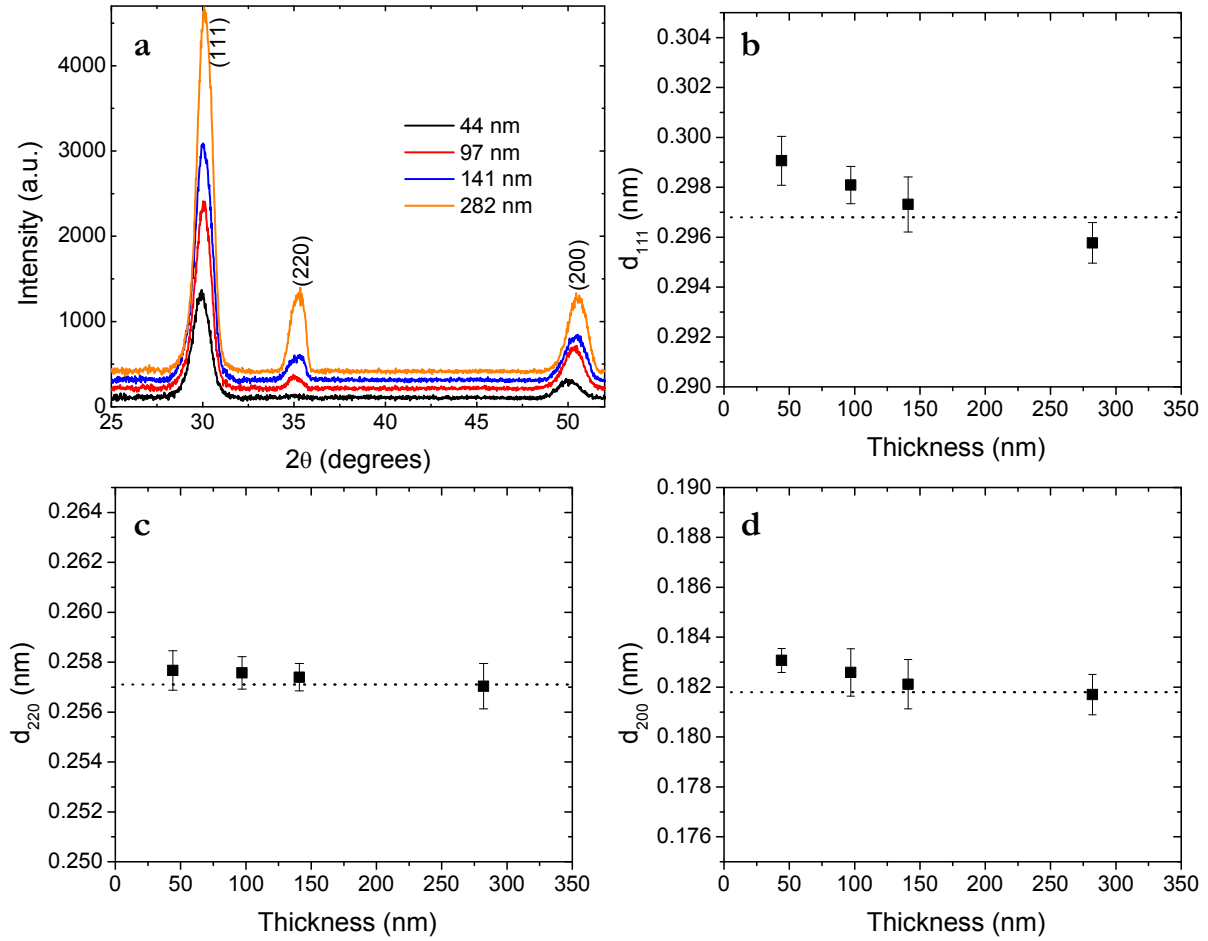 a
(111)
(220)
(200)
44 nm
97 nm
141 nm
282 nm
4000
3000
2000
1000
0
25 30 35 40 45 50
Intensity (a.u.)
2θ (degrees)
b
0.304
0.302
0.300
0.298
0.296
0.294
0.292
0.290
0 50 100 150 200 250 300 350
d111 (nm)
Thickness (nm)
c
0.264
0.262
0.260
0.258
0.256
0.254
0.252
0.250
0 50 100 150 200 250 300 350
d220 (nm)
Thickness (nm)
d
0.190
0.188
0.186
0.184
0.182
0.180
0.178
0.176
0 50 100 150 200 250 300 350
d200 (nm)
Thickness (nm)